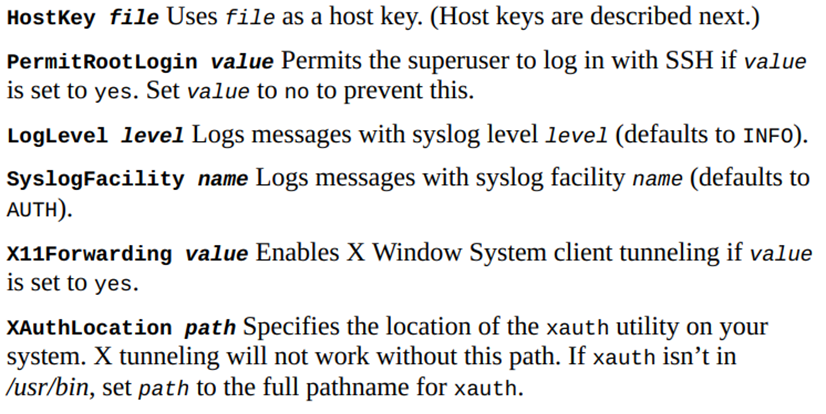 HostKey file Uses file as a host key. (Host keys are described next.)
PermitRootLogin value Permits the superuser to log in with SSH if value
is set to yes. Set value to no to prevent this.
LogLevel level Logs messages with syslog level level (defaults to INFO).
SyslogFacility name Logs messages with syslog facility name (defaults to
AUTH).
X11Forwarding value Enables X Window System client tunneling if value
is set to yes.
XAuthLocation path Specifies the location of the xauth utility on your
system. X tunneling will not work without this path. If xauth isn’t in
/usr/bin, set path to the full pathname for xauth.